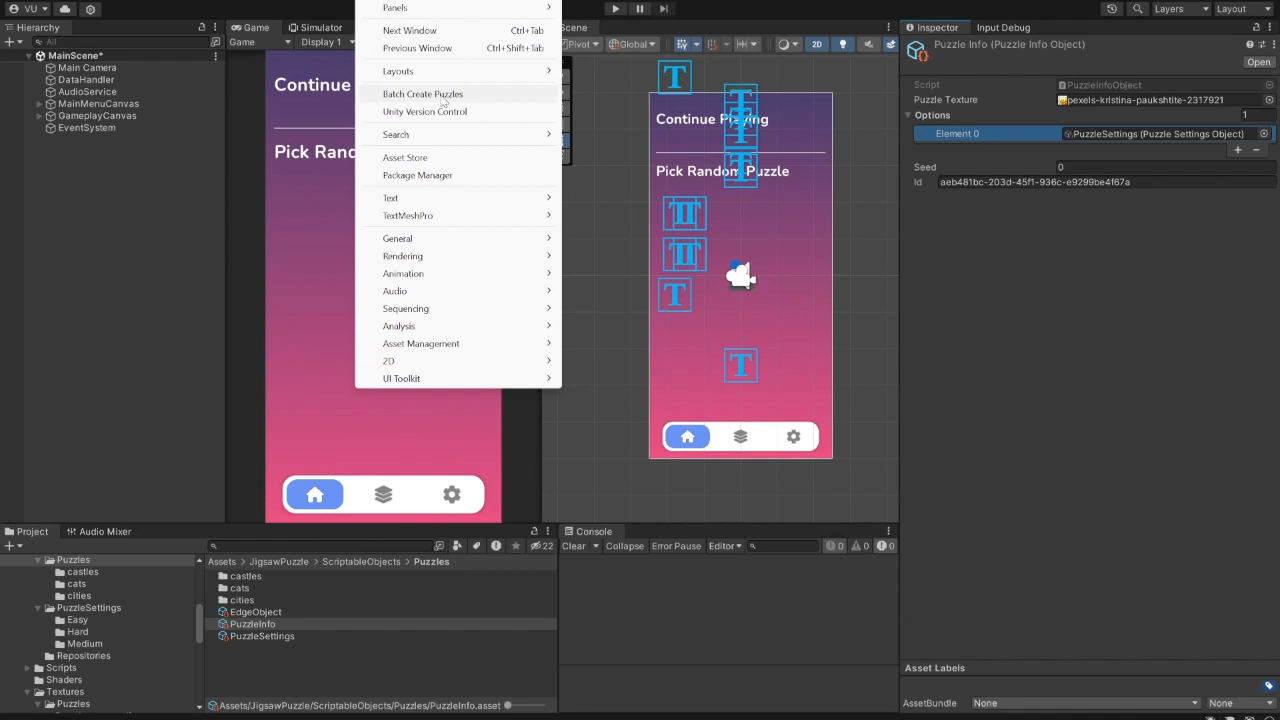 VU
Layers
Layout
Hierarchy
Game
Simulator
Scene
Inspector
Input Debug
All
Game
Display 1
Pivot
Global
2D
Puzzle Info (Puzzle Info Object)
Open
MainScene*
Main Camera
DataHandler
AudioService
MainMenuCanvas
GameplayCanvas
EventSystem
Continue
Pick Ran
Panels
Next Window Ctrl+Tab
Previous Window Ctrl+Shift+Tab
Layouts
Batch Create Puzzles
Unity Version Control
Search
Asset Store
Package Manager
Text
TextMeshPro
General
Rendering
Animation
Audio
Sequencing
Analysis
Asset Management
2D
UI Toolkit
Continue Playing
Pick Random Puzzle
Script PuzzleInfoObject
Puzzle Texture pexels-kristina-paukshtite-2317921
Options 1
Element 0 PuzzleSettings (Puzzle Settings Object)
Seed 0
Id aeb481bc-203d-45f1-936c-e9299be4f67a
Project
Audio Mixer
22
Puzzles
castles
cats
cities
PuzzleSettings
Easy
Hard
Medium
Repositories
Scripts
Shaders
Textures
Puzzles
Assets > JigsawPuzzle > ScriptableObjects > Puzzles
castles
cats
cities
EdgeObject
PuzzleInfo
PuzzleSettings
Assets/JigsawPuzzle/ScriptableObjects/Puzzles/PuzzleInfo.asset
Console
Clear Collapse Error Pause Editor
0 0 0
Asset Labels
AssetBundle None None